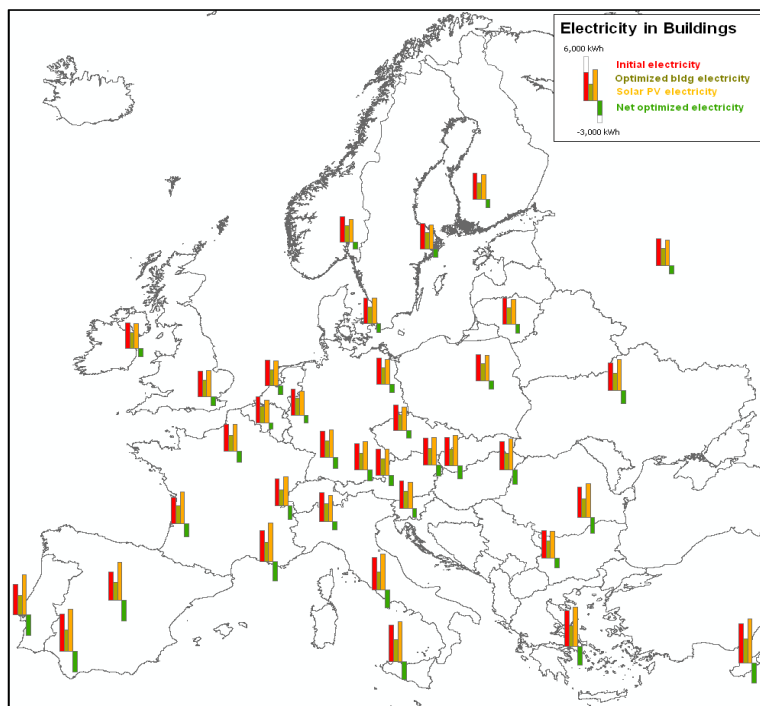 Electricity in Buildings
6,000 kWh
Initial electricity
Optimized bldg electricity
Solar PV electricity
Net optimized electricity
-3,000 kWh